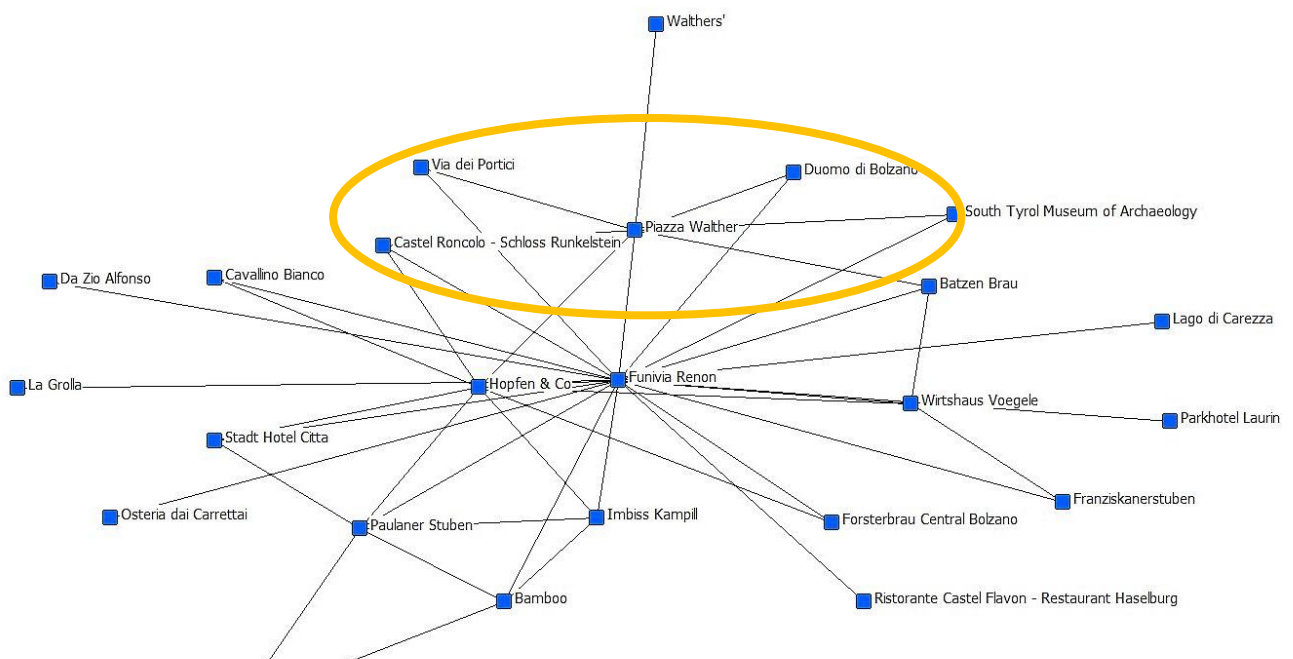 Walthers'
Via dei Portici
Duomo di Bolzano
South Tyrol Museum of Archaeology
Piazza Walther
Castel Roncolo - Schloss Runkelstein
Da Zio Alfonso
Cavallino Bianco
Batzen Brau
Lago di Carezza
La Grolla
Hopfen & Co
Funivia Renon
Wirtshaus Voegele
Parkhotel Laurin
Stadt Hotel Citta
Franziskanerstuben
Osteria dai Carrettai
Paulaner Stuben
Imbiss Kampill
Forsterbrau Central Bolzano
Bamboo
Ristorante Castel Flavon - Restaurant Haselburg